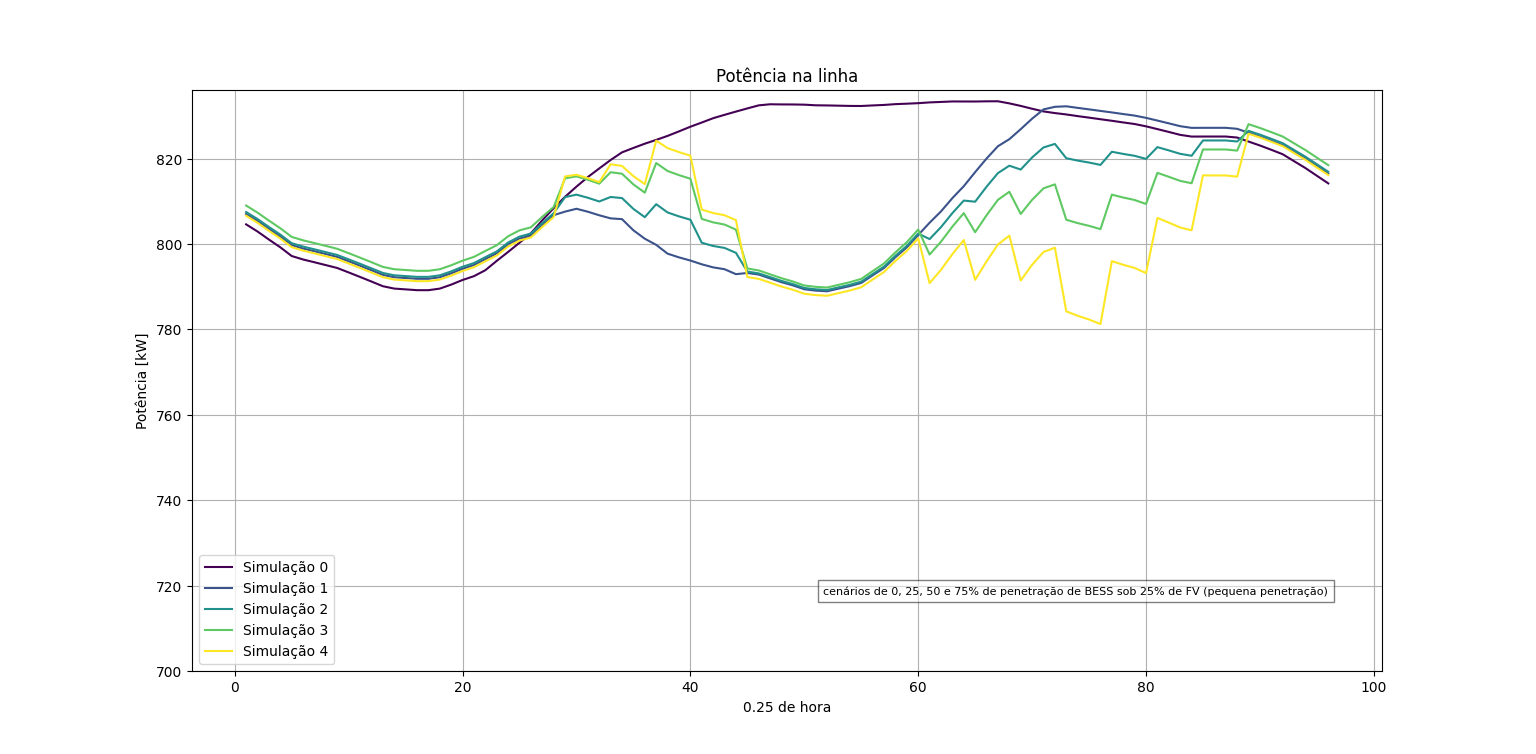 Potência na linha
Potência [kW]
820
800
780
760
740
720
700
0
20
40
60
80
100
0.25 de hora
Simulação 0
Simulação 1
Simulação 2
Simulação 3
Simulação 4
cenários de 0, 25, 50 e 75% de penetração de BESS sob 25% de FV (pequena penetração)